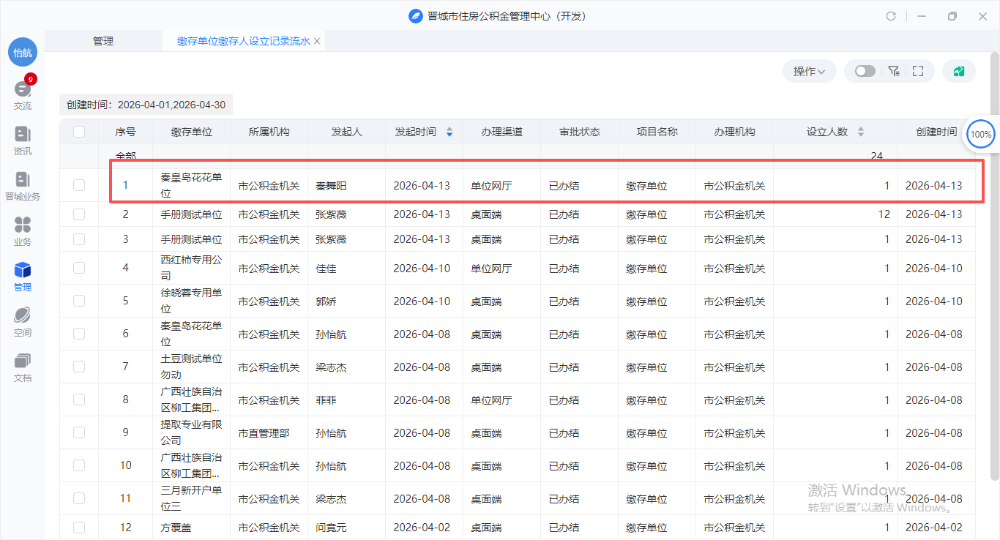 晋城市住房公积金管理中心（开发）
管理
缴存单位缴存人设立记录流水
怡航
9
交流
资讯
晋城业务
业务
管理
空间
文档
操作
创建时间：2026-04-01,2026-04-30
100%
序号 缴存单位 所属机构 发起人 发起时间 办理渠道 审批状态 项目名称 办理机构 设立人数 创建时间
全部 24
1 秦皇岛花花单位 市公积金机关 秦舞阳 2026-04-13 单位网厅 已办结 缴存单位 市公积金机关 1 2026-04-13
2 手册测试单位 市公积金机关 张紫薇 2026-04-13 桌面端 已办结 缴存单位 市公积金机关 12 2026-04-13
3 手册测试单位 市公积金机关 张紫薇 2026-04-13 桌面端 已办结 缴存单位 市公积金机关 1 2026-04-13
4 西红柿专用公司 市公积金机关 佳佳 2026-04-10 单位网厅 已办结 缴存单位 市公积金机关 1 2026-04-10
5 徐晓蓉专用单位 市公积金机关 郭娇 2026-04-10 桌面端 已办结 缴存单位 市公积金机关 1 2026-04-10
6 秦皇岛花花单位 市公积金机关 孙怡航 2026-04-08 桌面端 已办结 缴存单位 市公积金机关 1 2026-04-08
7 土豆测试单位勿动 市公积金机关 梁志杰 2026-04-08 桌面端 已办结 缴存单位 市公积金机关 1 2026-04-08
8 广西壮族自治区柳工集团... 市公积金机关 菲菲 2026-04-08 单位网厅 已办结 缴存单位 市公积金机关 1 2026-04-08
9 提取专业有限公司 市直管理部 孙怡航 2026-04-08 桌面端 已办结 缴存单位 市公积金机关 1 2026-04-08
10 广西壮族自治区柳工集团... 市公积金机关 孙怡航 2026-04-08 桌面端 已办结 缴存单位 市公积金机关 1 2026-04-08
11 三月新开户单位三 市公积金机关 梁志杰 2026-04-08 桌面端 已办结 缴存单位 市公积金机关 1 2026-04-08
12 方覆盖 市公积金机关 问竟元 2026-04-02 桌面端 已办结 缴存单位 市公积金机关 1 2026-04-02
激活 Windows
转到"设置"以激活 Windows。